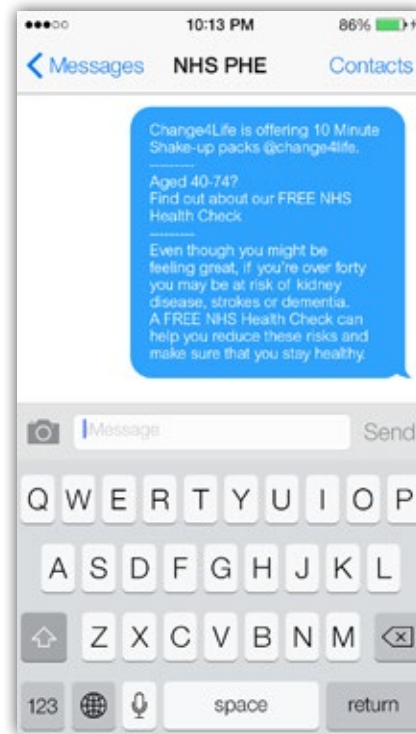 10:13 PM
86%
Messages
NHS PHE
Contacts
Change4Life is offering 10 Minute
Shake-up packs @change4life.
----------
Aged 40-74?
Find out about our FREE NHS
Health Check
----------
Even though you might be
feeling great, if you're over forty
you may be at risk of kidney
disease, strokes or dementia.
A FREE NHS Health Check can
help you reduce these risks and
make sure that you stay healthy.
iMessage
Send
Q W E R T Y U I O P
A S D F G H J K L
Z X C V B N M
123
space
return